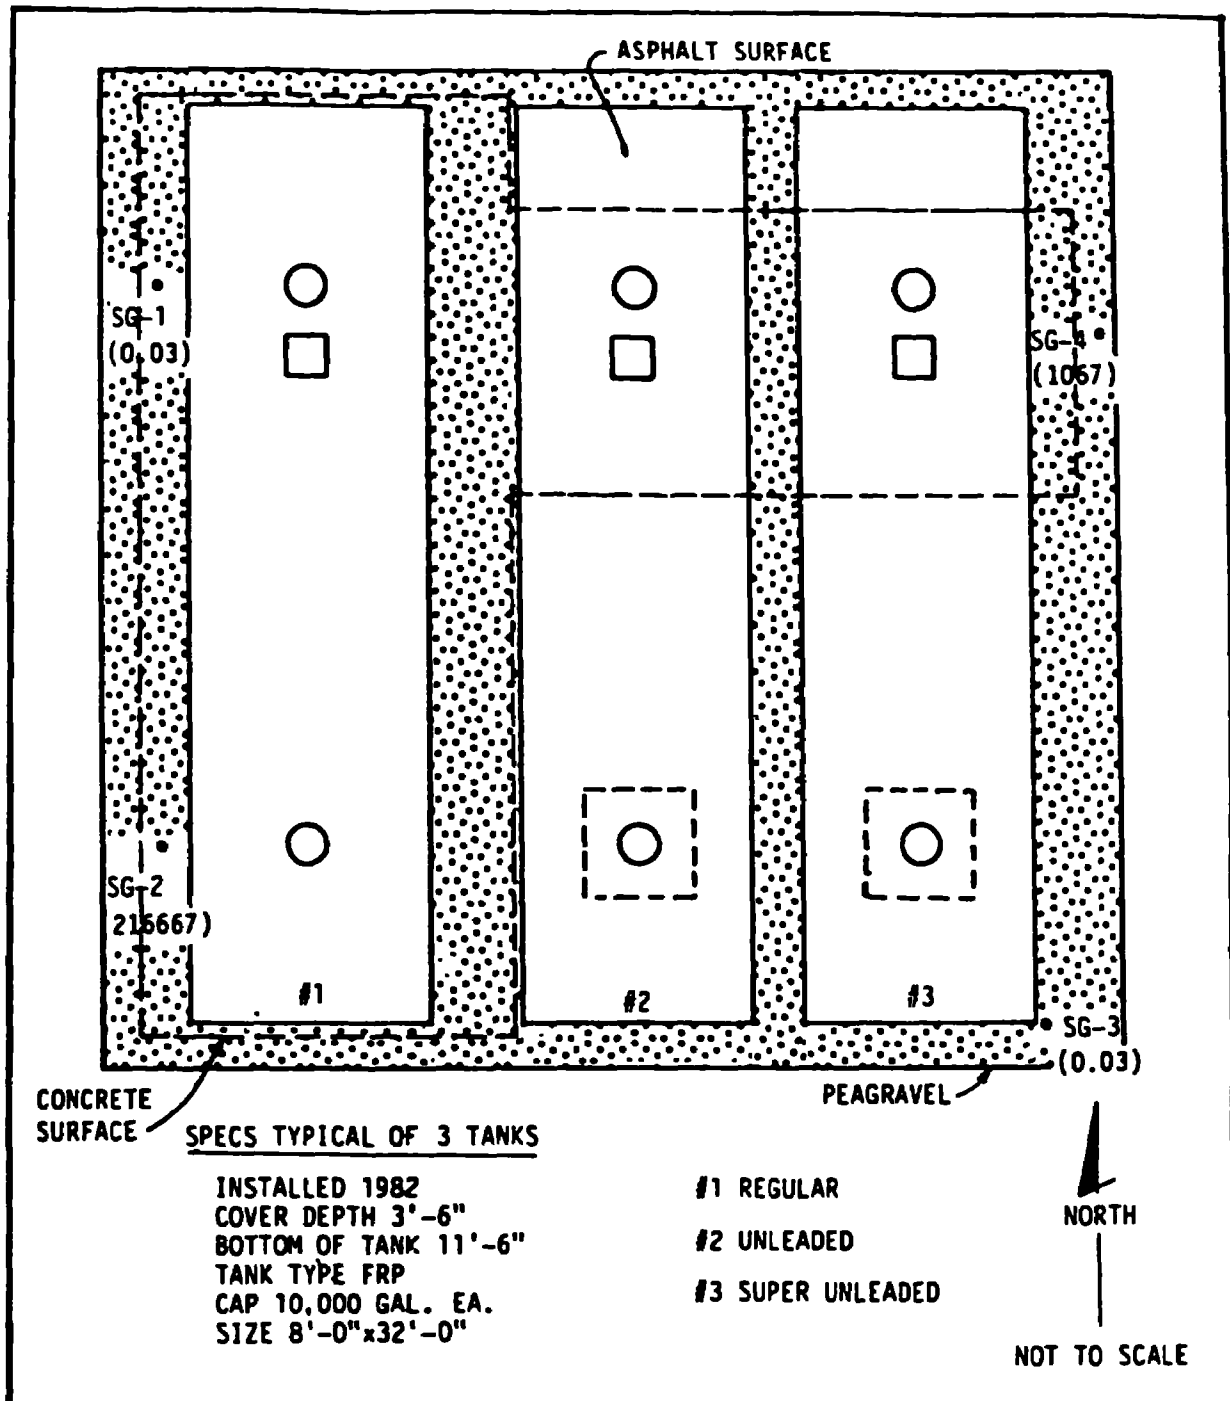 ASPHALT SURFACE
SG-1
(0.03)
SG-4
(1067)
SG-2
216667)
#1
#2
#3
SG-3
(0.03)
PEAGRAVEL
CONCRETE
SURFACE
SPECS TYPICAL OF 3 TANKS
INSTALLED 1982
COVER DEPTH 3'-6"
BOTTOM OF TANK 11'-6"
TANK TYPE FRP
CAP 10,000 GAL. EA.
SIZE 8'-0"x32'-0"
#1 REGULAR
#2 UNLEADED
#3 SUPER UNLEADED
NORTH
NOT TO SCALE